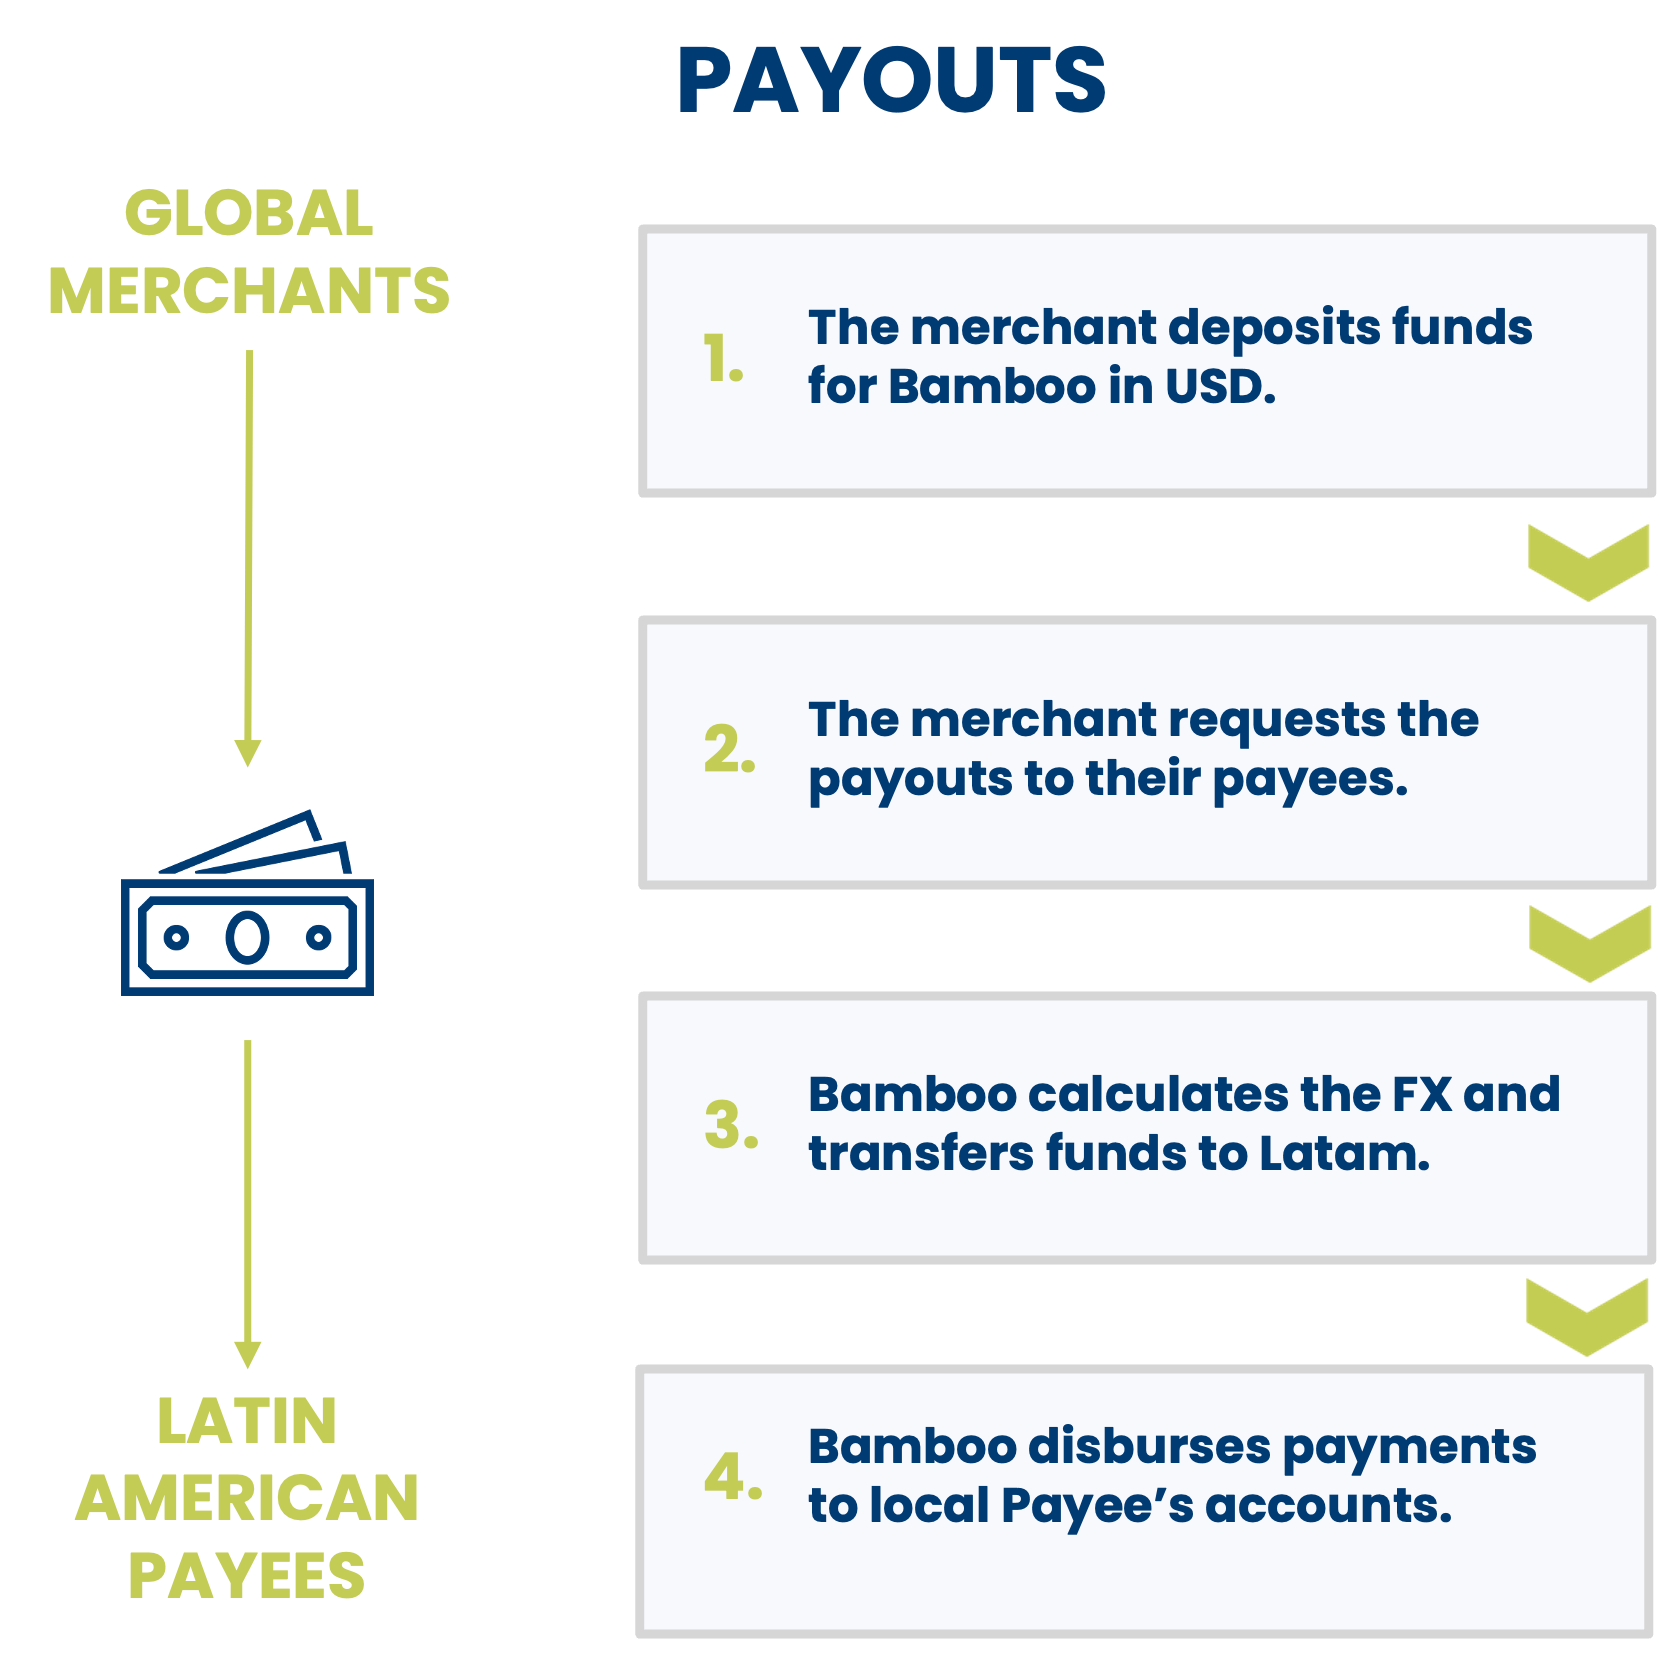 PAYOUTS
GLOBAL
MERCHANTS
1.
The merchant deposits funds
for Bamboo in USD.
2.
The merchant requests the
payouts to their payees.
3.
Bamboo calculates the FX and
transfers funds to Latam.
LATIN
AMERICAN
PAYEES
4.
Bamboo disburses payments
to local Payee’s accounts.